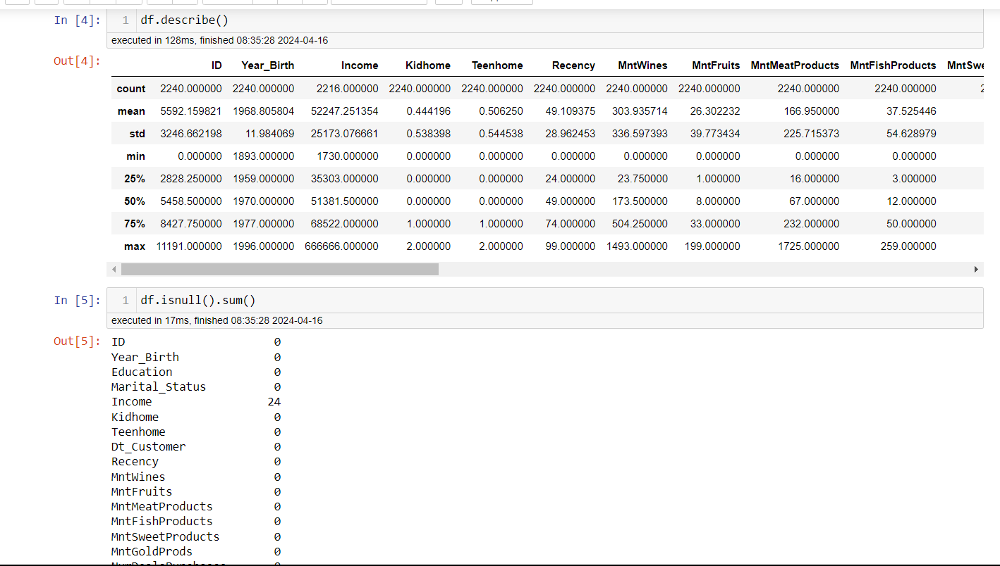 In [4]: 1 df.describe()
executed in 128ms, finished 08:35:28 2024-04-16
Out[4]:
ID Year_Birth Income Kidhome Teenhome Recency MntWines MntFruits MntMeatProducts MntFishProducts MntSwe
count 2240.000000 2240.000000 2216.000000 2240.000000 2240.000000 2240.000000 2240.000000 2240.000000 2240.000000 2240.000000 2
mean 5592.159821 1968.805804 52247.251354 0.444196 0.506250 49.109375 303.935714 26.302232 166.950000 37.525446
std 3246.662198 11.984069 25173.076661 0.538398 0.544538 28.962453 336.597393 39.773434 225.715373 54.628979
min 0.000000 1893.000000 1730.000000 0.000000 0.000000 0.000000 0.000000 0.000000 0.000000 0.000000
25% 2828.250000 1959.000000 35303.000000 0.000000 0.000000 24.000000 23.750000 1.000000 16.000000 3.000000
50% 5458.500000 1970.000000 51381.500000 0.000000 0.000000 49.000000 173.500000 8.000000 67.000000 12.000000
75% 8427.750000 1977.000000 68522.000000 1.000000 1.000000 74.000000 504.250000 33.000000 232.000000 50.000000
max 11191.000000 1996.000000 666666.000000 2.000000 2.000000 99.000000 1493.000000 199.000000 1725.000000 259.000000
In [5]: 1 df.isnull().sum()
executed in 17ms, finished 08:35:28 2024-04-16
Out[5]: ID 0
Year_Birth 0
Education 0
Marital_Status 0
Income 24
Kidhome 0
Teenhome 0
Dt_Customer 0
Recency 0
MntWines 0
MntFruits 0
MntMeatProducts 0
MntFishProducts 0
MntSweetProducts 0
MntGoldProds 0